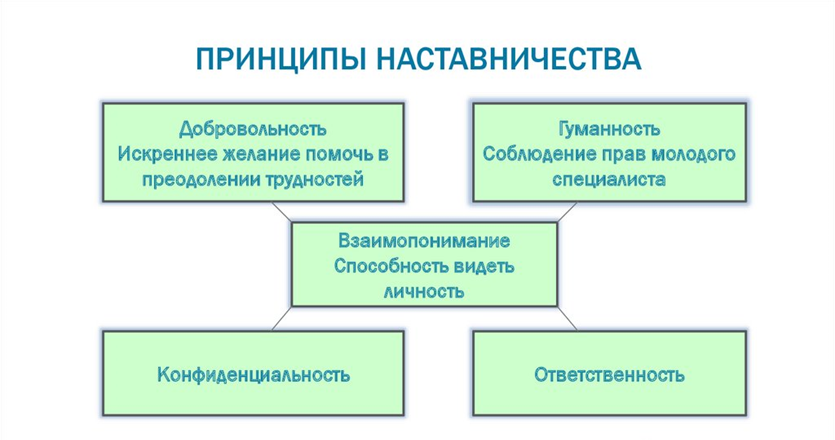 ПРИНЦИПЫ НАСТАВНИЧЕСТВА
Добровольность
Искреннее желание помочь в
преодолении трудностей
Гуманность
Соблюдение прав молодого
специалиста
Взаимопонимание
Способность видеть
личность
Конфиденциальность
Ответственность